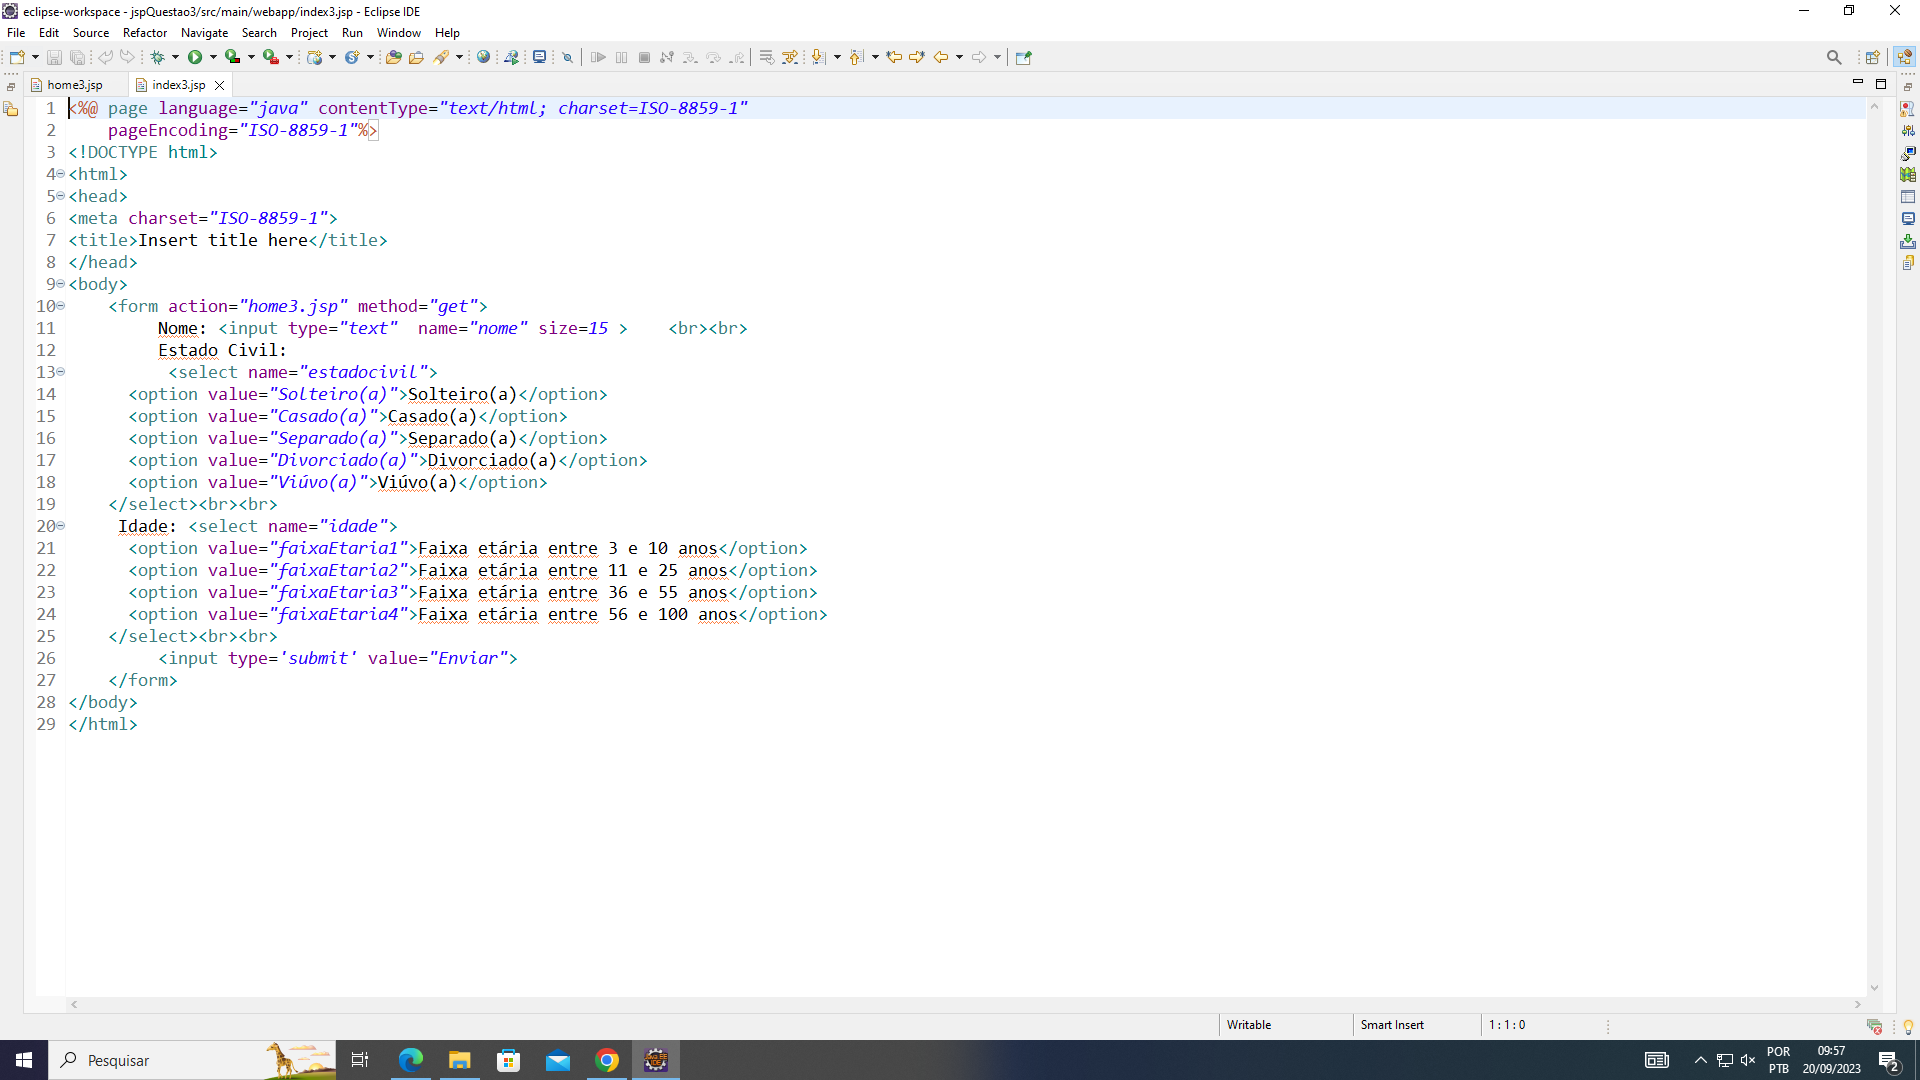 eclipse-workspace - jspQuestao3/src/main/webapp/index3.jsp - Eclipse IDE
File Edit Source Refactor Navigate Search Project Run Window Help
home3.jsp index3.jsp
1 <%@ page language="java" contentType="text/html; charset=ISO-8859-1"
2 pageEncoding="ISO-8859-1"%>
3 <!DOCTYPE html>
4 <html>
5 <head>
6 <meta charset="ISO-8859-1">
7 <title>Insert title here</title>
8 </head>
9 <body>
10 <form action="home3.jsp" method="get">
11 Nome: <input type="text"  name="nome" size=15 >    <br><br>
12 Estado Civil:
13 <select name="estadocivil">
14 <option value="Solteiro(a)">Solteiro(a)</option>
15 <option value="Casado(a)">Casado(a)</option>
16 <option value="Separado(a)">Separado(a)</option>
17 <option value="Divorciado(a)">Divorciado(a)</option>
18 <option value="Viúvo(a)">Viúvo(a)</option>
19 </select><br><br>
20 Idade: <select name="idade">
21 <option value="faixaEtaria1">Faixa etária entre 3 e 10 anos</option>
22 <option value="faixaEtaria2">Faixa etária entre 11 e 25 anos</option>
23 <option value="faixaEtaria3">Faixa etária entre 36 e 55 anos</option>
24 <option value="faixaEtaria4">Faixa etária entre 56 e 100 anos</option>
25 </select><br><br>
26 <input type='submit' value="Enviar">
27 </form>
28 </body>
29 </html>
Writable Smart Insert 1 : 1 : 0
Pesquisar
POR
PTB
09:57
20/09/2023
2